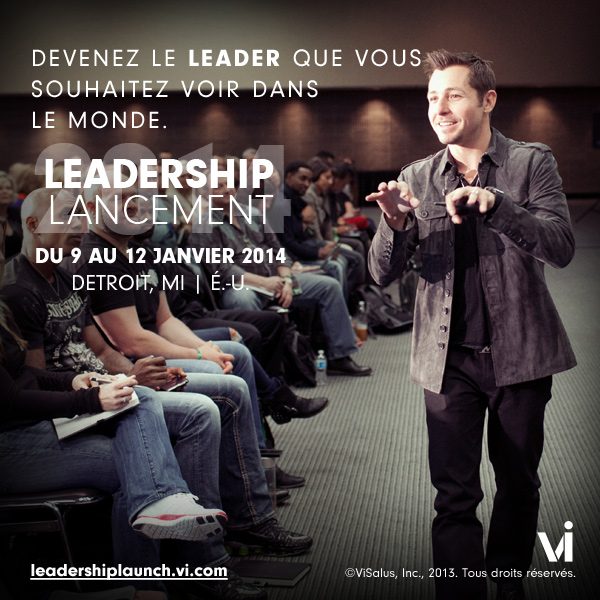 DEVENEZ LE LEADER QUE VOUS
SOUHAITEZ VOIR DANS
LE MONDE.
2014
LEADERSHIP
LANCEMENT
DU 9 AU 12 JANVIER 2014
DETROIT, MI | É.-U.
vi
leadershiplaunch.vi.com
©ViSalus, Inc., 2013. Tous droits réservés.